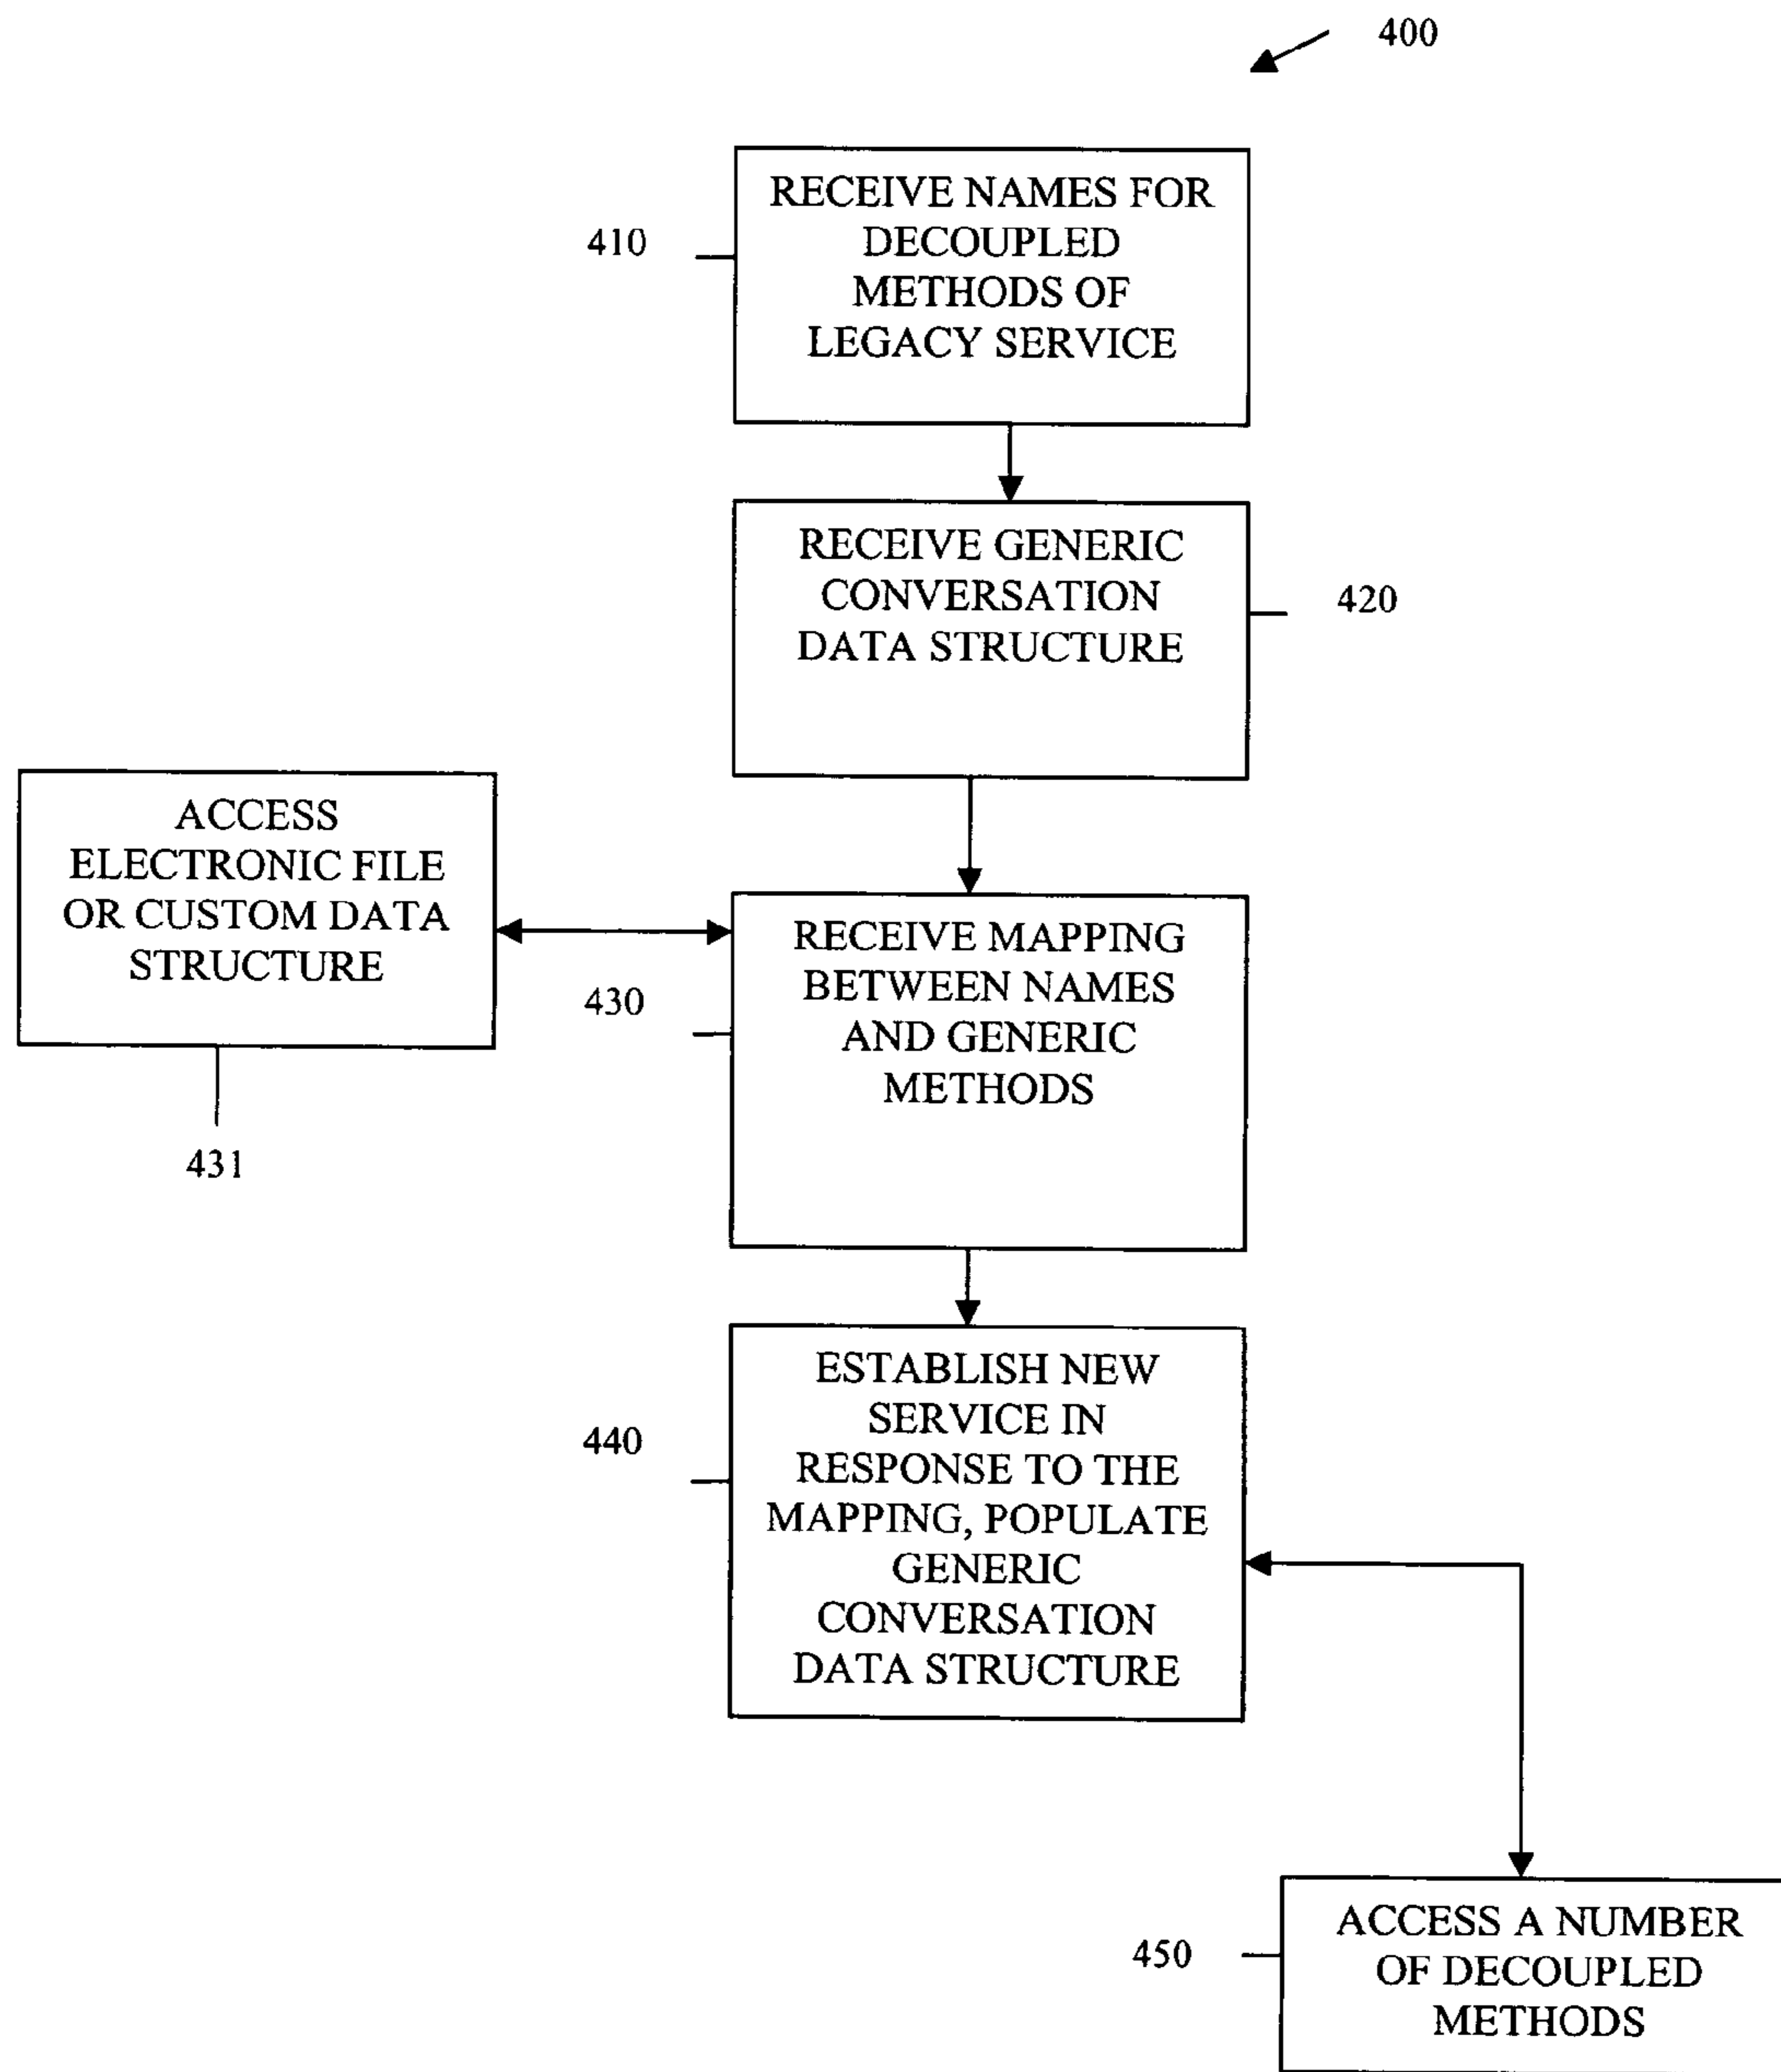 400
410
RECEIVE NAMES FOR
DECOUPLED
METHODS OF
LEGACY SERVICE
RECEIVE GENERIC
CONVERSATION
DATA STRUCTURE
420
ACCESS
ELECTRONIC FILE
OR CUSTOM DATA
STRUCTURE
431
430
RECEIVE MAPPING
BETWEEN NAMES
AND GENERIC
METHODS
440
ESTABLISH NEW
SERVICE IN
RESPONSE TO THE
MAPPING, POPULATE
GENERIC
CONVERSATION
DATA STRUCTURE
450
ACCESS A NUMBER
OF DECOUPLED
METHODS